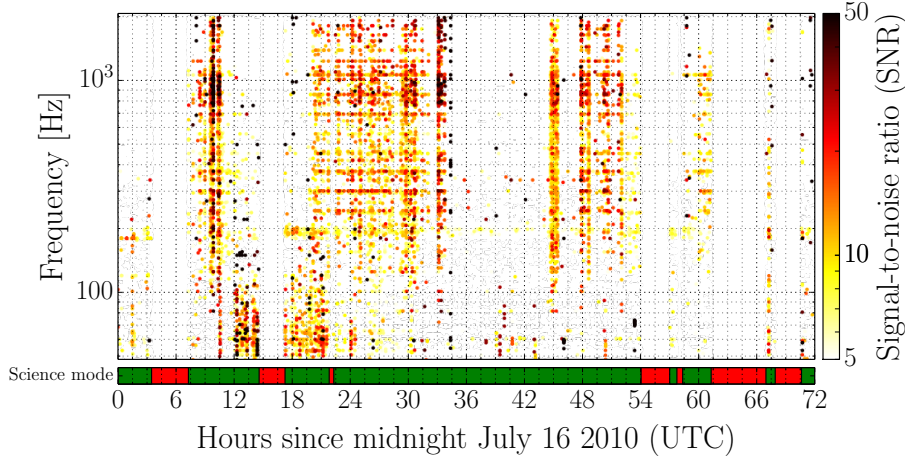 Frequency [Hz]
10³
100
50
10
5
Signal-to-noise ratio (SNR)
Science mode
0 6 12 18 24 30 36 42 48 54 60 66 72
Hours since midnight July 16 2010 (UTC)